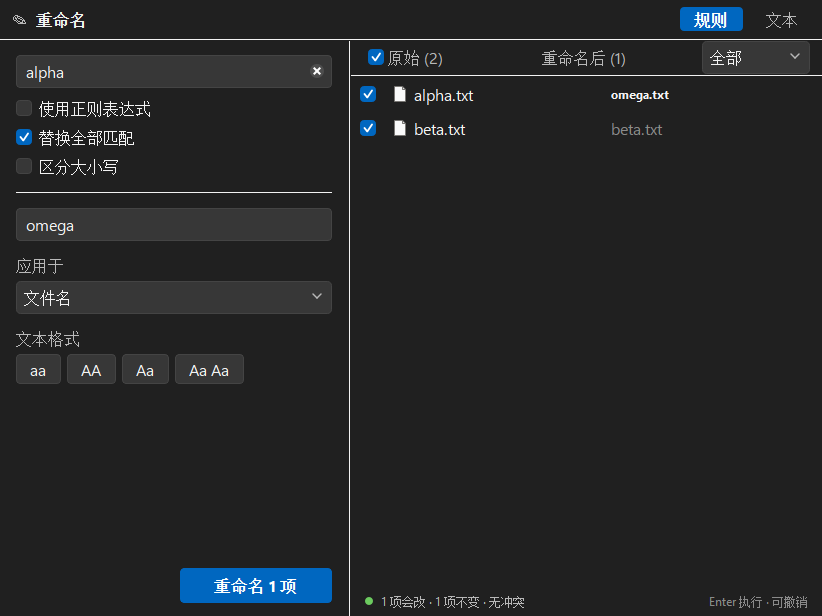 重命名
规则 文本
alpha
使用正则表达式
替换全部匹配
区分大小写
omega
应用于
文件名
文本格式
aa AA Aa Aa Aa
重命名 1 项
原始 (2) 重命名后 (1) 全部
alpha.txt omega.txt
beta.txt beta.txt
1 项会改 · 1 项不变 · 无冲突 Enter 执行 · 可撤销